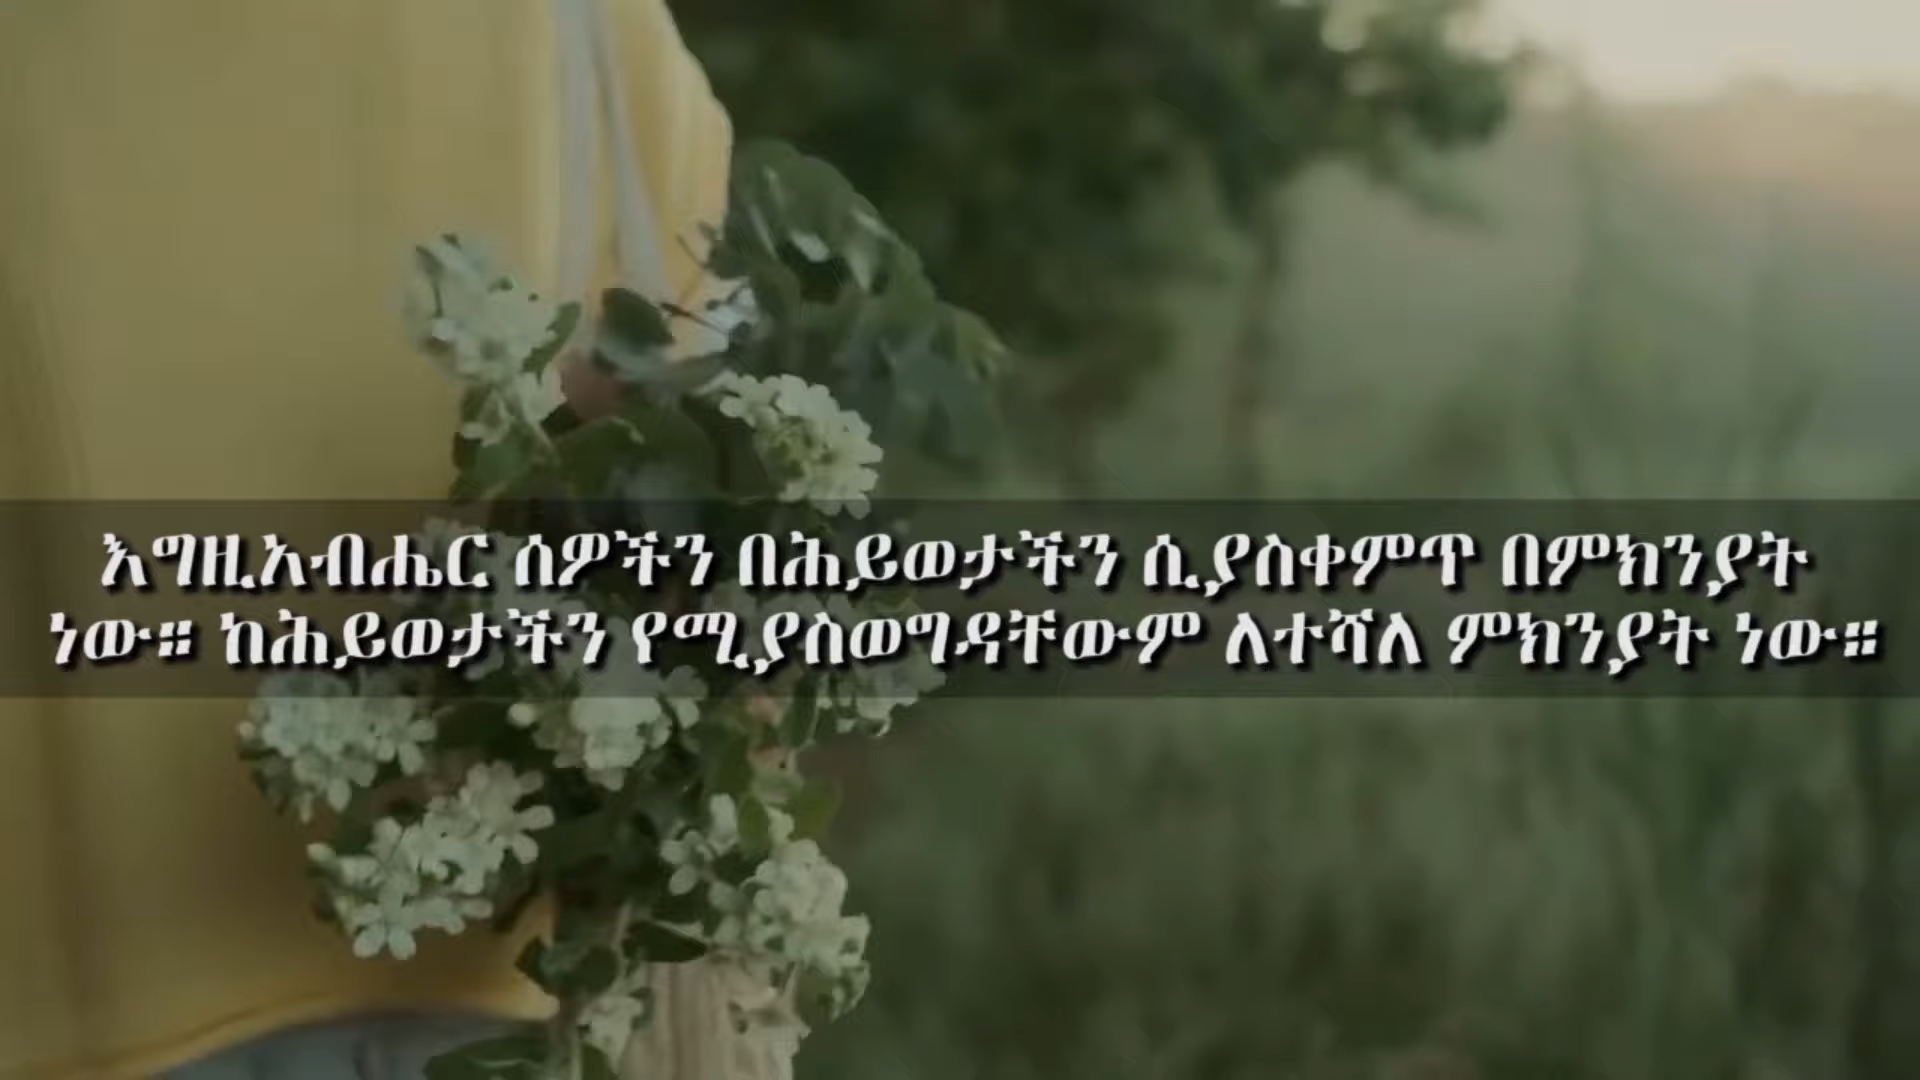 እግዚአብሔር ሰዎችን በሕይወታችን ሲያስቀምጥ በምክንያት
ነው። ከሕይወታችን የሚያስወግዳቸውም ለተሻለ ምክንያት ነው።